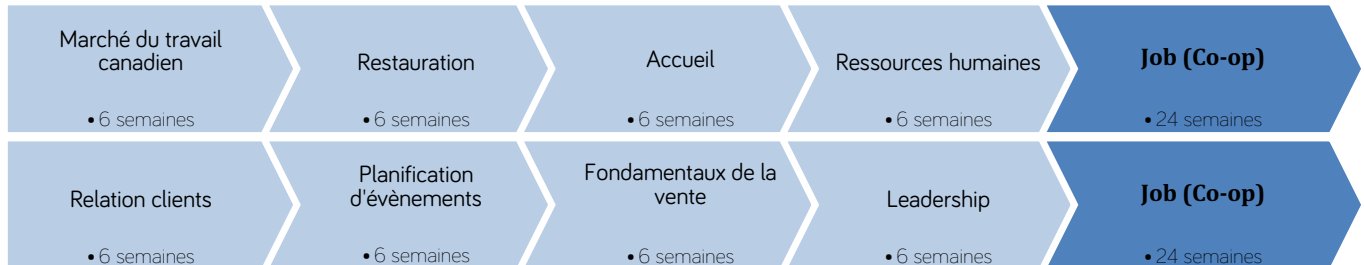 Marché du travail
canadien
• 6 semaines
Restauration
• 6 semaines
Accueil
• 6 semaines
Ressources humaines
• 6 semaines
Job (Co-op)
• 24 semaines
Relation clients
• 6 semaines
Planification
d'évènements
• 6 semaines
Fondamentaux de la
vente
• 6 semaines
Leadership
• 6 semaines
Job (Co-op)
• 24 semaines